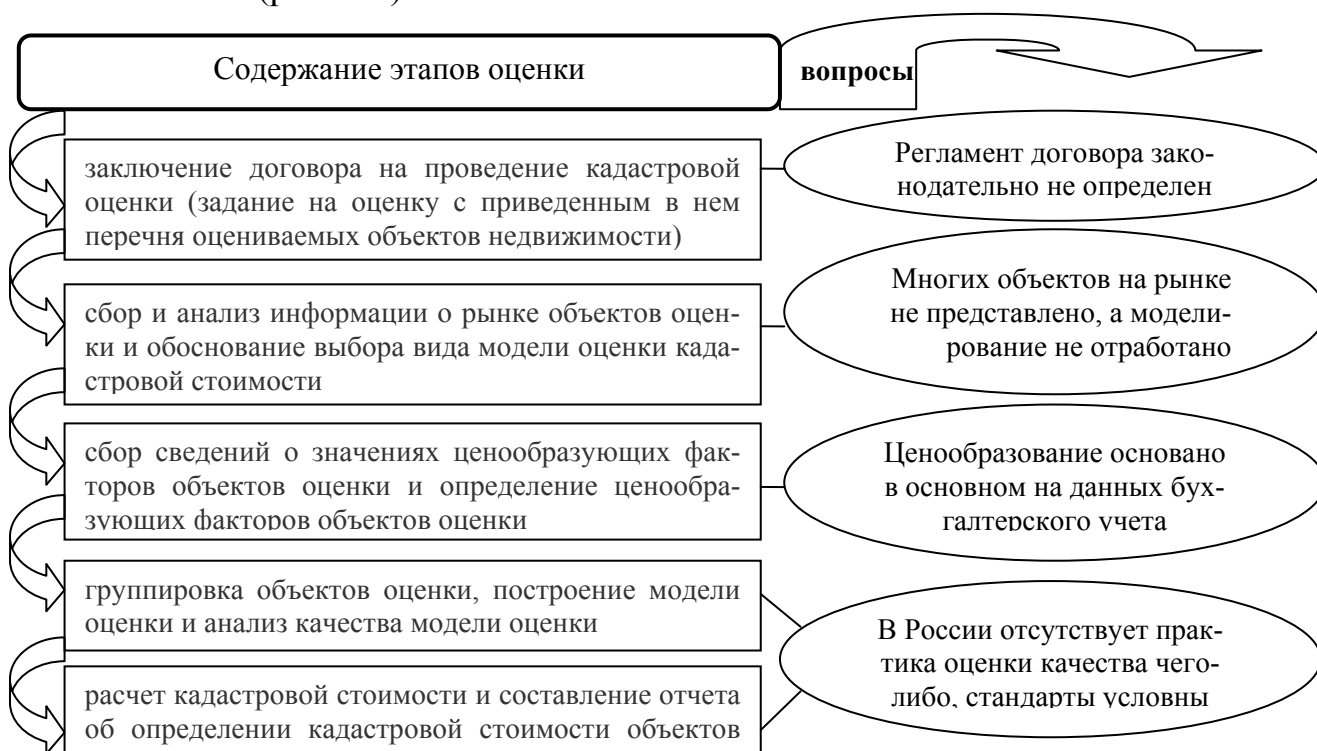 Содержание этапов оценки
вопросы
заключение договора на проведение кадастровой
оценки (задание на оценку с приведенным в нем
перечня оцениваемых объектов недвижимости)
Регламент договора зако-
нодательно не определен
сбор и анализ информации о рынке объектов оцен-
ки и обоснование выбора вида модели оценки када-
стровой стоимости
Многих объектов на рынке
не представлено, а модели-
рование не отработано
сбор сведений о значениях ценообразующих фак-
торов объектов оценки и определение ценообра-
зующих факторов объектов оценки
Ценообразование основано
в основном на данных бух-
галтерского учета
группировка объектов оценки, построение модели
оценки и анализ качества модели оценки
расчет кадастровой стоимости и составление отчета
об определении кадастровой стоимости объектов
В России отсутствует прак-
тика оценки качества чего-
либо, стандарты условны